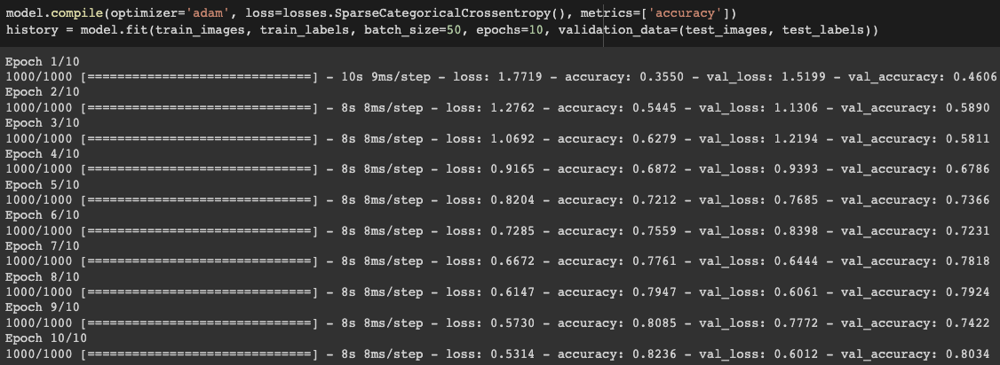 model.compile(optimizer='adam', loss=losses.SparseCategoricalCrossentropy(), metrics=['accuracy'])
history = model.fit(train_images, train_labels, batch_size=50, epochs=10, validation_data=(test_images, test_labels))
Epoch 1/10
1000/1000 [==============================] - 10s 9ms/step - loss: 1.7719 - accuracy: 0.3550 - val_loss: 1.5199 - val_accuracy: 0.4606
Epoch 2/10
1000/1000 [==============================] - 8s 8ms/step - loss: 1.2762 - accuracy: 0.5445 - val_loss: 1.1306 - val_accuracy: 0.5890
Epoch 3/10
1000/1000 [==============================] - 8s 8ms/step - loss: 1.0692 - accuracy: 0.6279 - val_loss: 1.2194 - val_accuracy: 0.5811
Epoch 4/10
1000/1000 [==============================] - 8s 8ms/step - loss: 0.9165 - accuracy: 0.6872 - val_loss: 0.9393 - val_accuracy: 0.6786
Epoch 5/10
1000/1000 [==============================] - 8s 8ms/step - loss: 0.8204 - accuracy: 0.7212 - val_loss: 0.7685 - val_accuracy: 0.7366
Epoch 6/10
1000/1000 [==============================] - 8s 8ms/step - loss: 0.7285 - accuracy: 0.7559 - val_loss: 0.8398 - val_accuracy: 0.7231
Epoch 7/10
1000/1000 [==============================] - 8s 8ms/step - loss: 0.6672 - accuracy: 0.7761 - val_loss: 0.6444 - val_accuracy: 0.7818
Epoch 8/10
1000/1000 [==============================] - 8s 8ms/step - loss: 0.6147 - accuracy: 0.7947 - val_loss: 0.6061 - val_accuracy: 0.7924
Epoch 9/10
1000/1000 [==============================] - 8s 8ms/step - loss: 0.5730 - accuracy: 0.8085 - val_loss: 0.7772 - val_accuracy: 0.7422
Epoch 10/10
1000/1000 [==============================] - 8s 8ms/step - loss: 0.5314 - accuracy: 0.8236 - val_loss: 0.6012 - val_accuracy: 0.8034